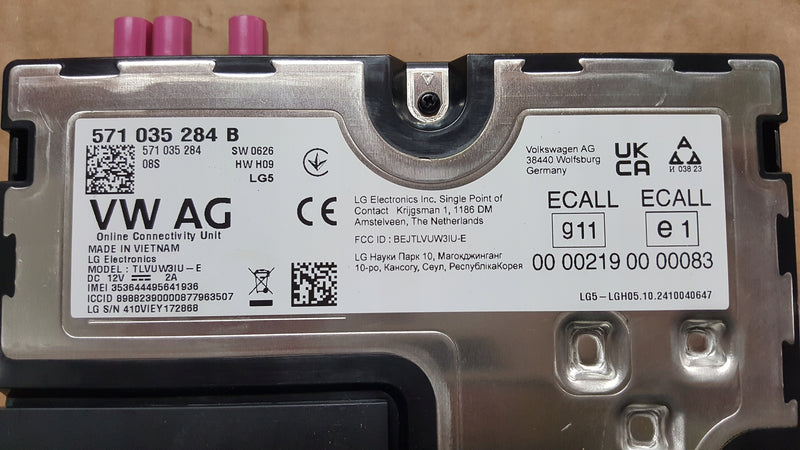 571 035 284 B
571 035 284 SW 0626
08S HW H09
LG5
VW AG
Online Connectivity Unit
MADE IN VIETNAM
LG Electronics
MODEL : TLVUW3IU-E
DC 12V 2A
IMEI 353644495641936
ICCID 89882390000877963507
LG S/N 410VIEY172868
CE
LG Electronics Inc. Single Point of
Contact Krijgsman 1, 1186 DM
Amstelveen, The Netherlands
FCC ID : BEJTLVUW3IU-E
LG Науки Парк 10, Магокджинганг
10-ро, Кангсогу, Сеул, РеспублікаКорея
Volkswagen AG
38440 Wolfsburg
Germany
UK
CA
И 038 23
ECALL ECALL
g11 e1
00 00219 00 00083
LG5-LGH05.10.2410040647